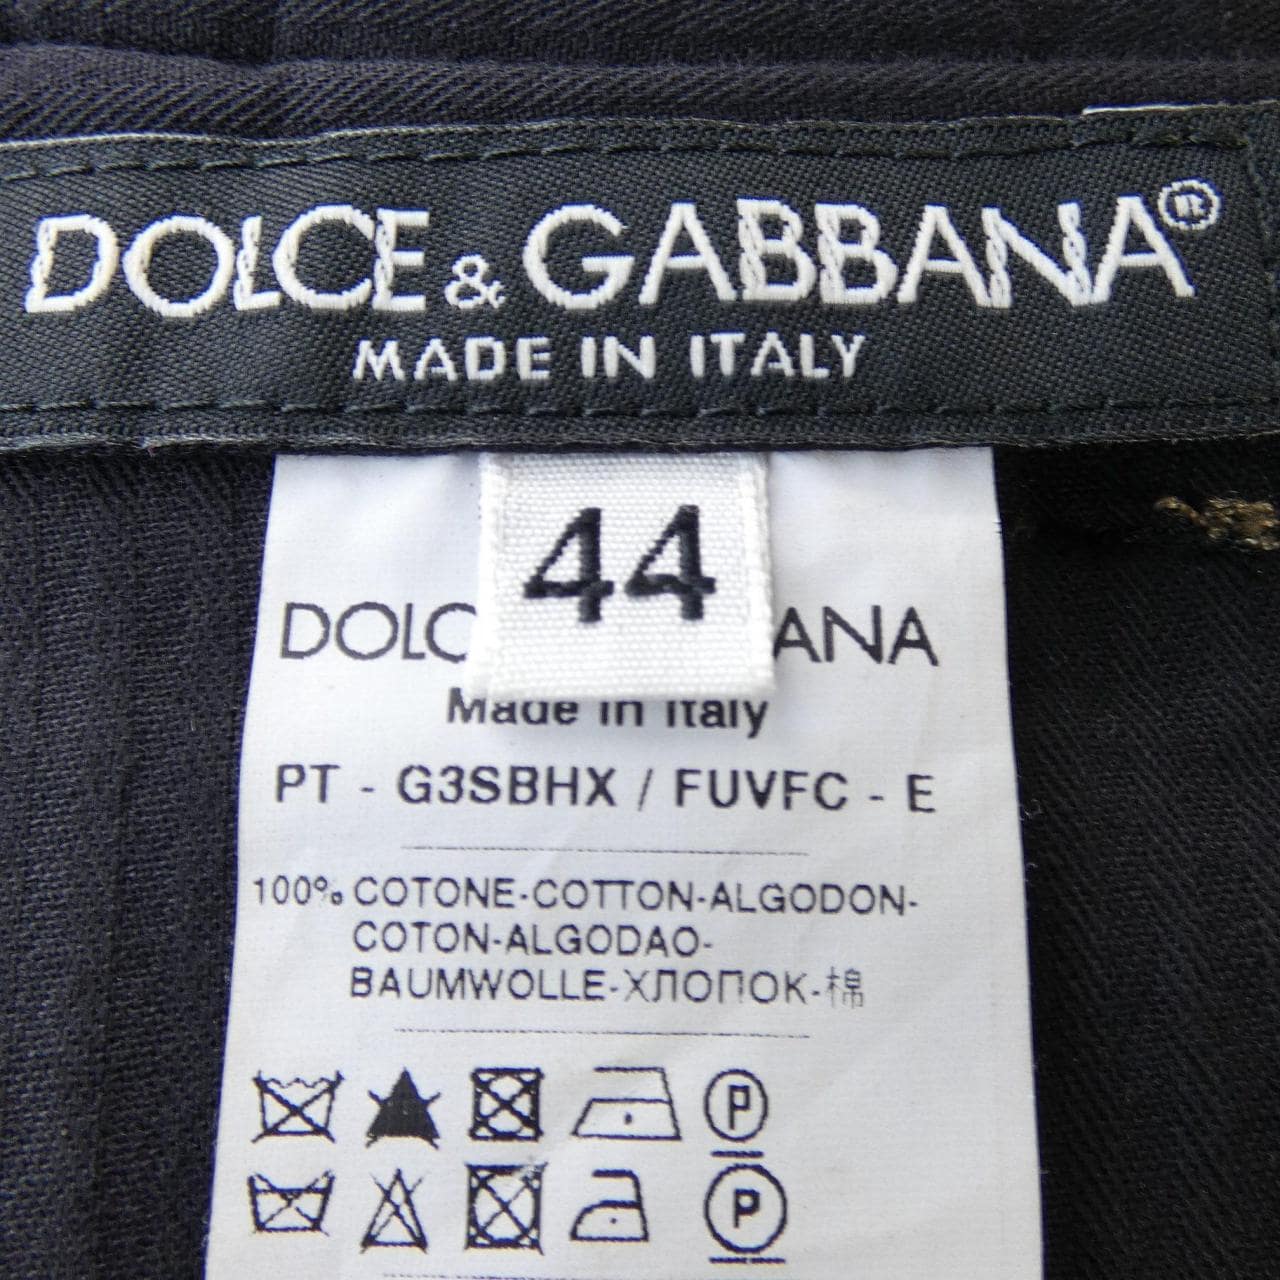 DOLCE & GABBANA®
MADE IN ITALY
44
DOLC ANA
Made in Italy
PT - G3SBHX / FUVFC - E
100% COTONE-COTTON-ALGODON-
COTON-ALGODAO-
BAUMWOLLE-ХЛОПОК-棉
P
P